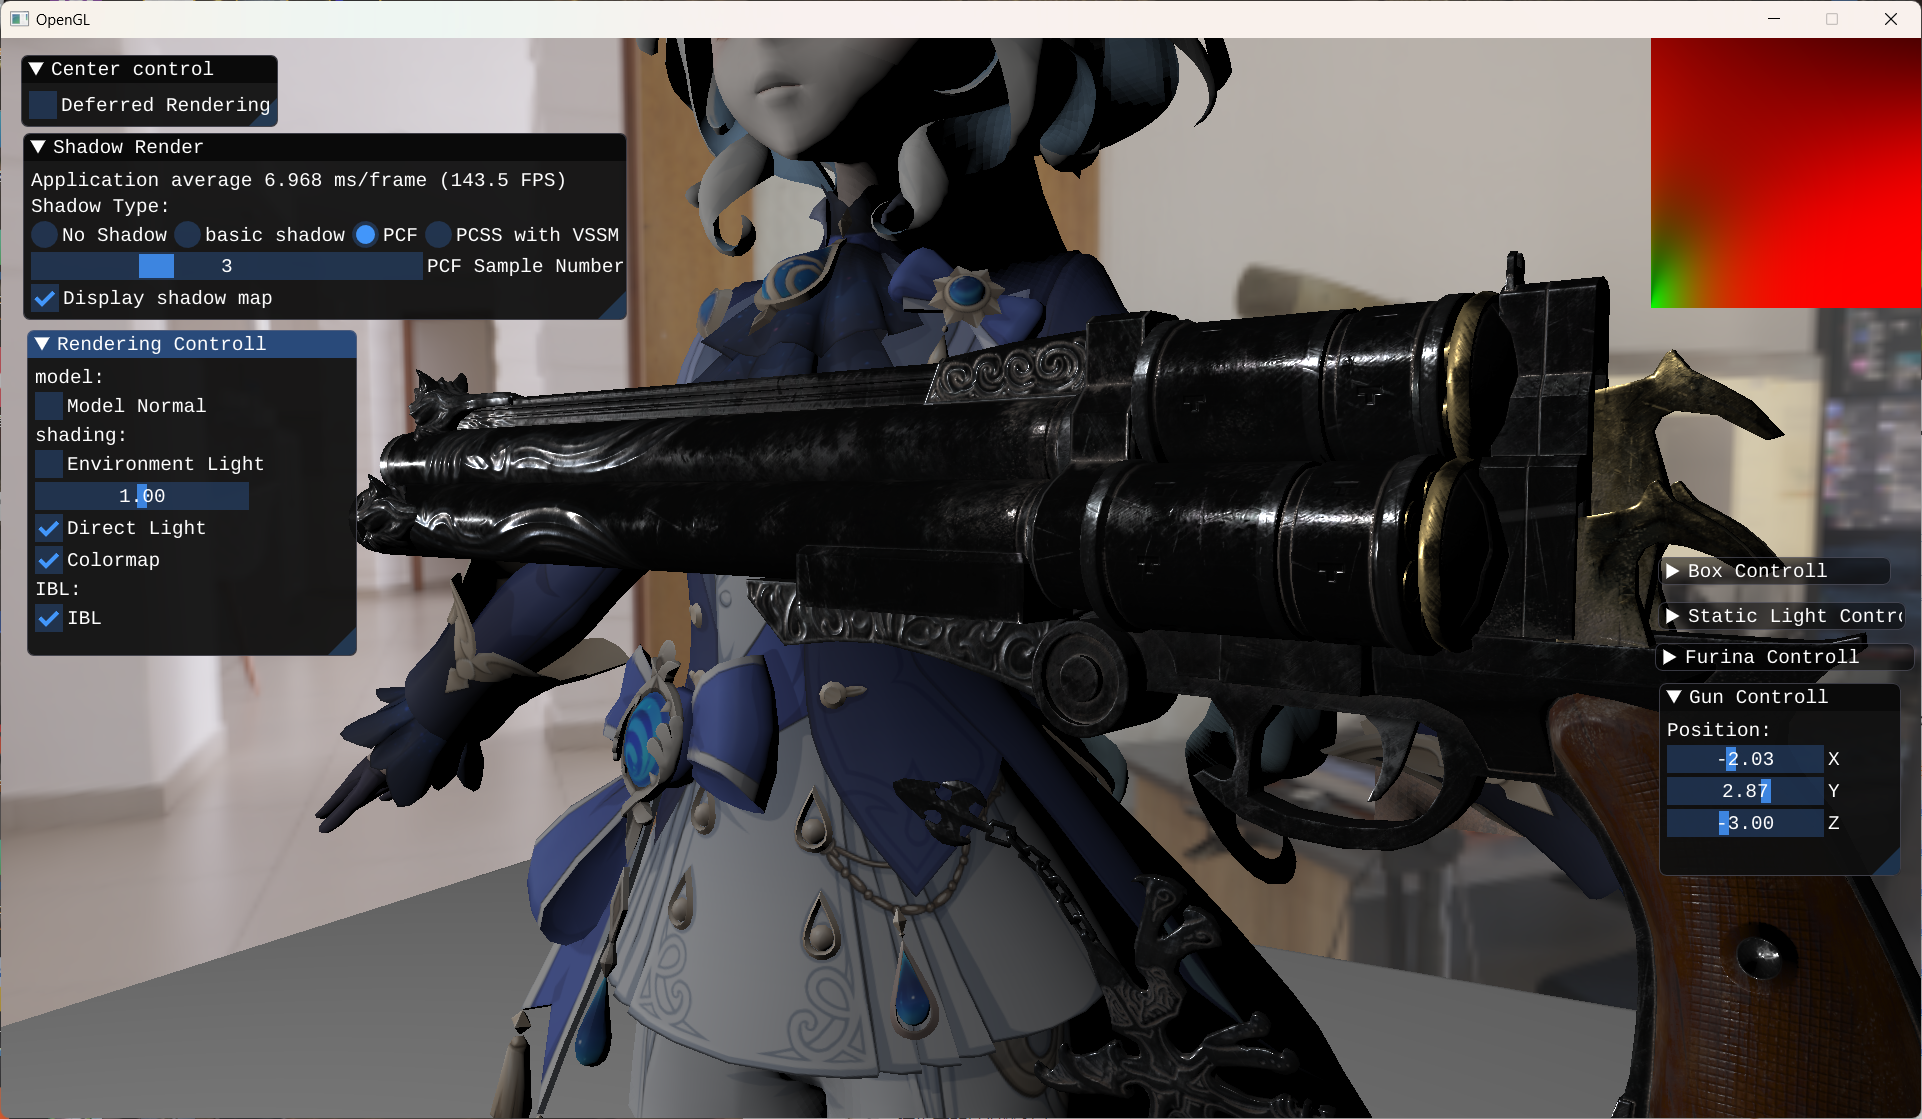 OpenGL
Center control
Deferred Rendering
Shadow Render
Application average 6.968 ms/frame (143.5 FPS)
Shadow Type:
No Shadow basic shadow PCF PCSS with VSSM
3 PCF Sample Number
Display shadow map
Rendering Controll
model:
Model Normal
shading:
Environment Light
1.00
Direct Light
Colormap
IBL:
IBL
Box Controll
Static Light Contro
Furina Controll
Gun Controll
Position:
-2.03 X
2.87 Y
-3.00 Z